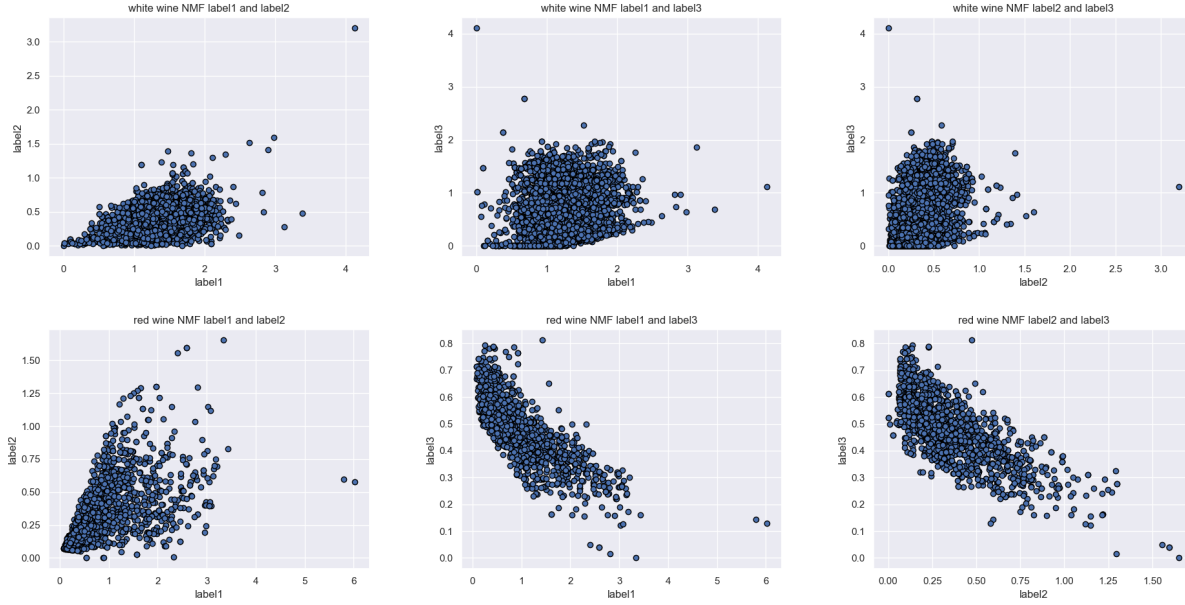 white wine NMF label1 and label2
3.0
2.5
2.0
1.5
1.0
0.5
0.0
label2
0 1 2 3 4
label1
white wine NMF label1 and label3
4
3
2
1
0
label3
0 1 2 3 4
label1
white wine NMF label2 and label3
4
3
2
1
0
label3
0.0 0.5 1.0 1.5 2.0 2.5 3.0
label2
red wine NMF label1 and label2
1.50
1.25
1.00
0.75
0.50
0.25
0.00
label2
0 1 2 3 4 5 6
label1
red wine NMF label1 and label3
0.8
0.7
0.6
0.5
0.4
0.3
0.2
0.1
0.0
label3
0 1 2 3 4 5 6
label1
red wine NMF label2 and label3
0.8
0.7
0.6
0.5
0.4
0.3
0.2
0.1
0.0
label3
0.00 0.25 0.50 0.75 1.00 1.25 1.50
label2